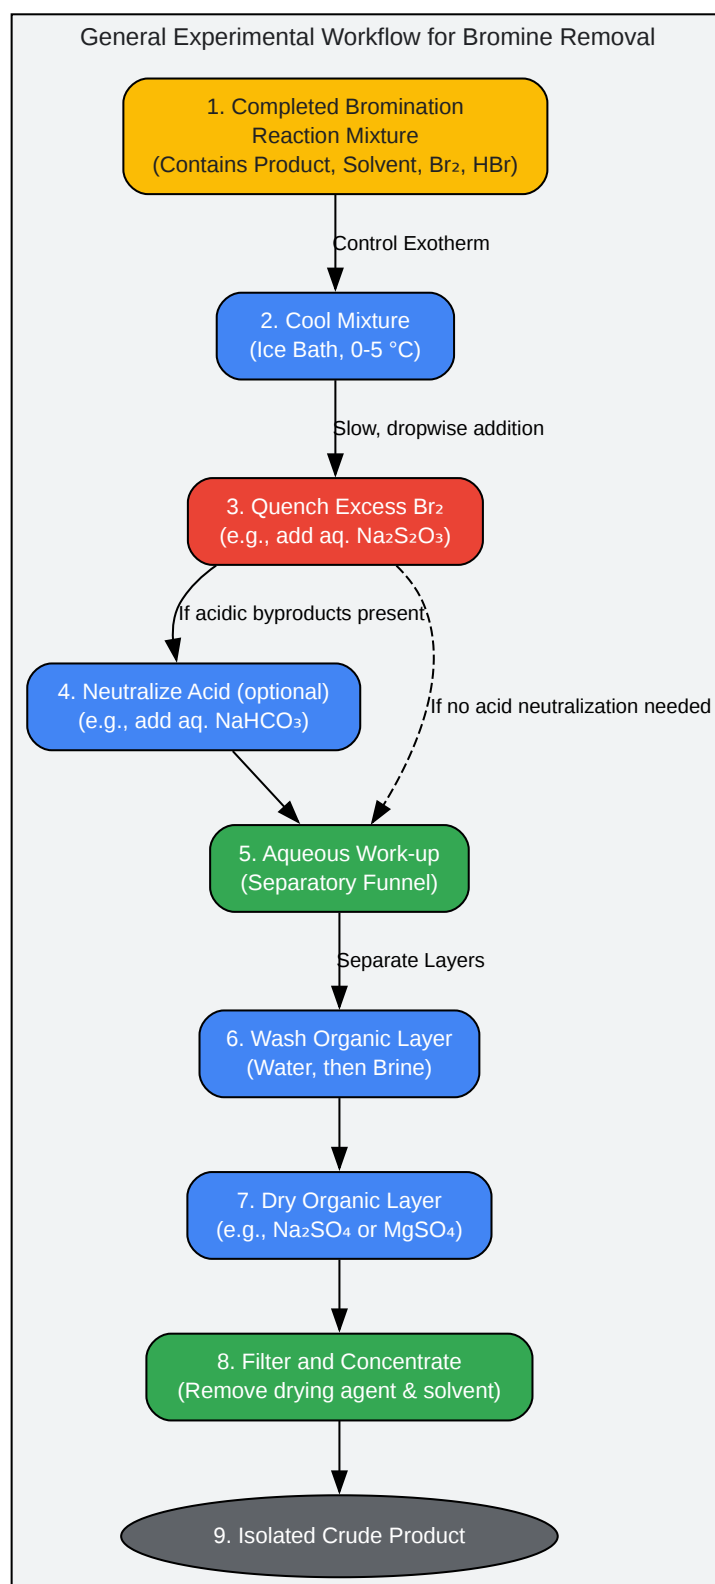 General Experimental Workflow for Bromine Removal
1. Completed Bromination
Reaction Mixture
(Contains Product, Solvent, Br₂, HBr)
Control Exotherm
2. Cool Mixture
(Ice Bath, 0-5 °C)
Slow, dropwise addition
3. Quench Excess Br₂
(e.g., add aq. Na₂S₂O₃)
If acidic byproducts present
4. Neutralize Acid (optional)
(e.g., add aq. NaHCO₃)
If no acid neutralization needed
5. Aqueous Work-up
(Separatory Funnel)
Separate Layers
6. Wash Organic Layer
(Water, then Brine)
7. Dry Organic Layer
(e.g., Na₂SO₄ or MgSO₄)
8. Filter and Concentrate
(Remove drying agent & solvent)
9. Isolated Crude Product